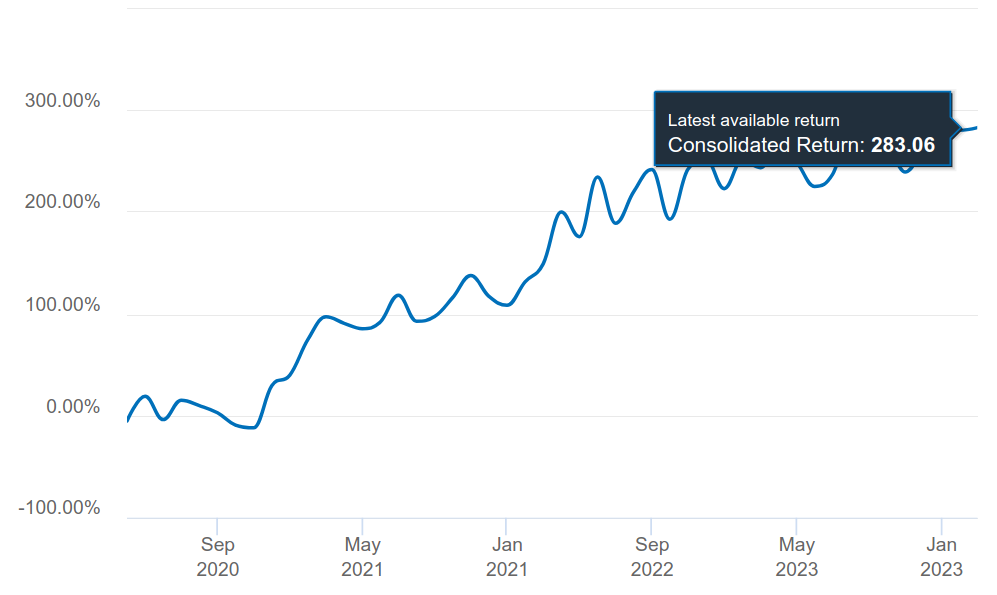 300.00%
Latest available return
Consolidated Return: 283.06
200.00%
100.00%
0.00%
-100.00%
Sep May Jan Sep May Jan
2020 2021 2021 2022 2023 2023